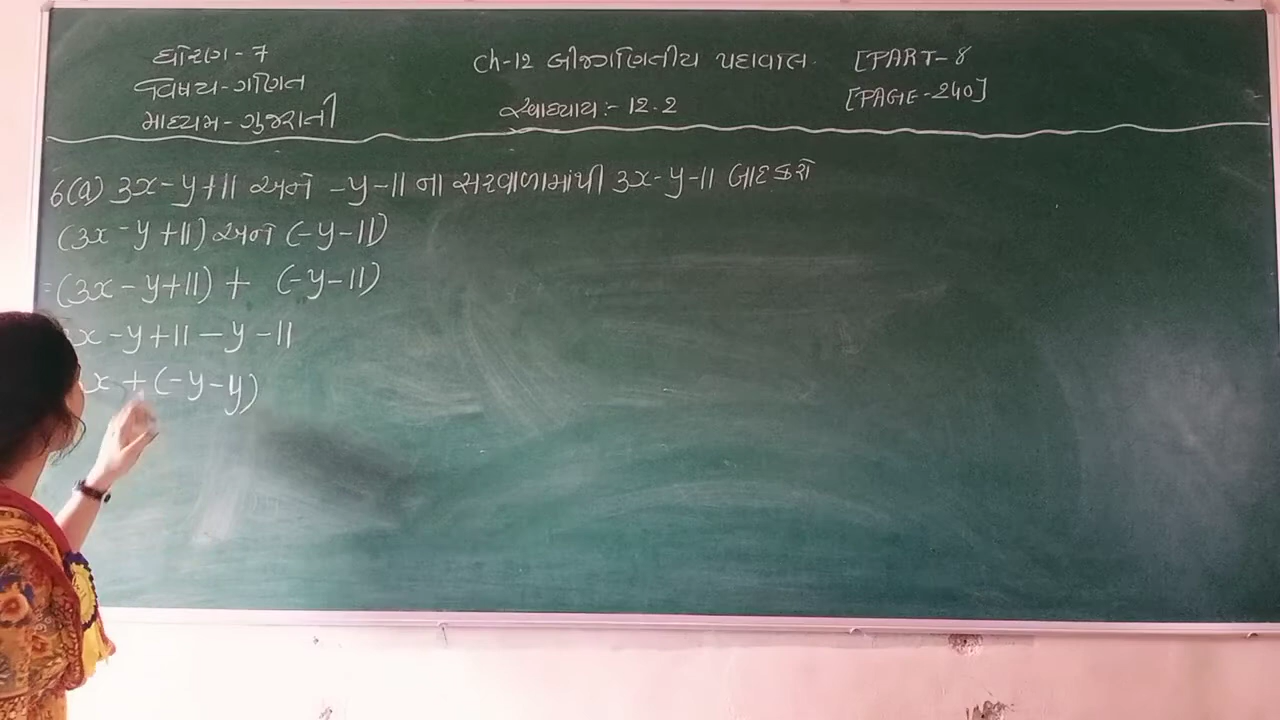 ધોરણ - 7
વિષય - ગણિત
માધ્યમ - ગુજરાતી
Ch-12 બીજગણિતીય પદાવલિ.
સ્વાધ્યાય :- 12.2
[PART-8
[PAGE-240]
6(a) 3x-y+11 અને -y-11 ના સરવાળામાંથી 3x-y-11 બાદ કરો
(3x-y+11) અને (-y-11)
=(3x-y+11) + (-y-11)
x-y+11-y-11
x+(-y-y)